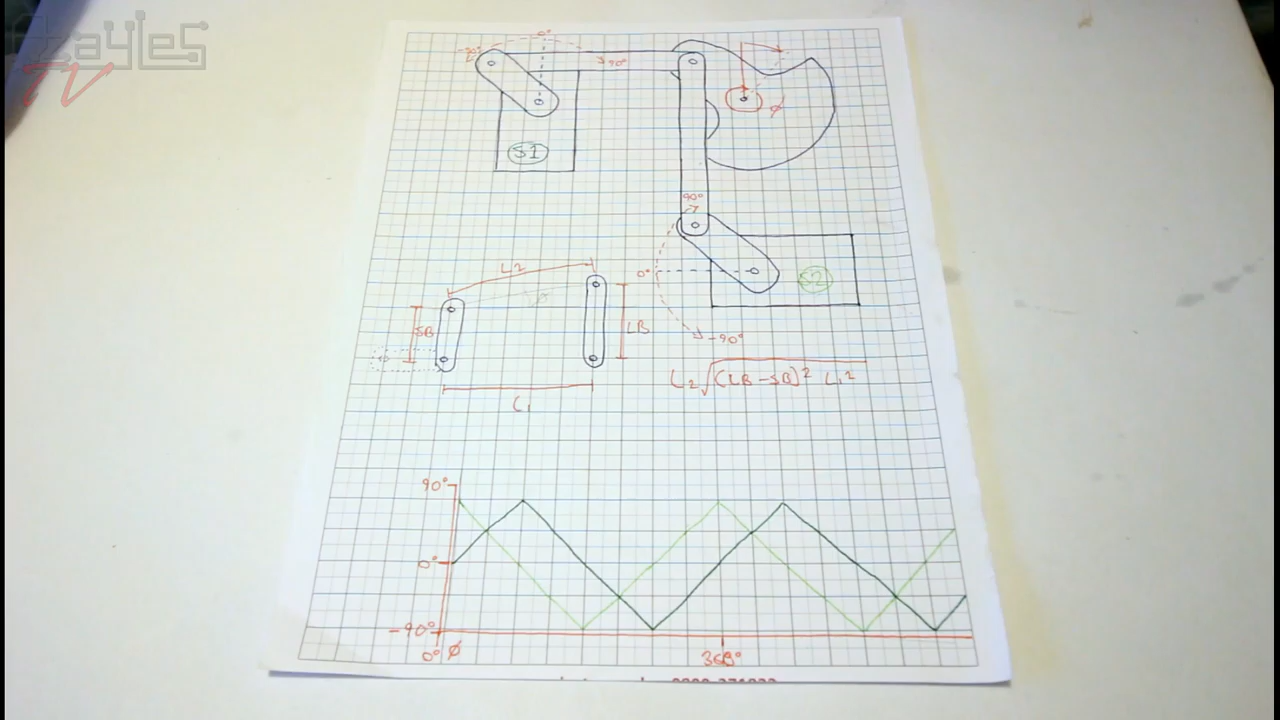 Stayles
TV
0°
-90°
90°
S1
ø
90°
0°
S2
-90°
L2
SB
LB
L1
L2√(LB-SB)² L1²
90°
0°
-90°
0° ø
360°